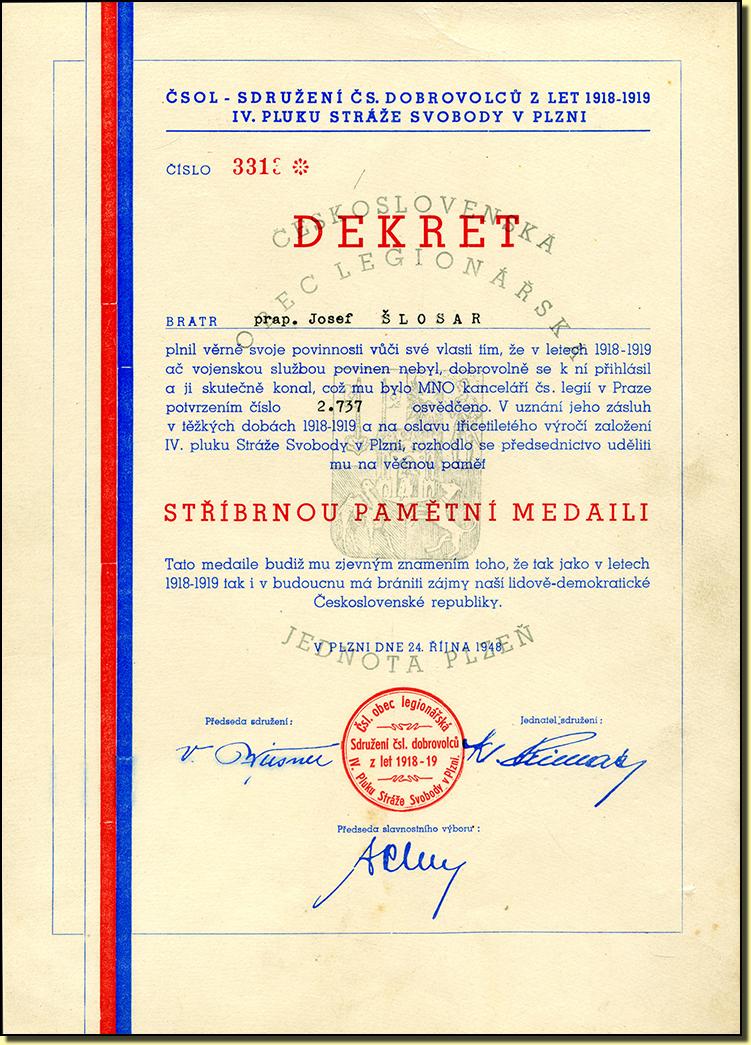 ČSOL - SDRUŽENÍ ČS. DOBROVOLCŮ Z LET 1918-1919
IV. PLUKU STRÁŽE SVOBODY V PLZNI
ČÍSLO 3313
ČESKOSLOVENSKÁ
DEKRET
OBEC LEGIONÁŘSKÁ
BRATR prap. Josef ŠLOSAR
plnil věrně svoje povinnosti vůči své vlasti tím, že v letech 1918-1919
ač vojenskou službou povinen nebyl, dobrovolně se k ní přihlásil
a ji skutečně konal, což mu bylo MNO kanceláří čs. legií v Praze
potvrzením číslo 2.737 osvědčeno. V uznání jeho zásluh
v těžkých dobách 1918-1919 a na oslavu třicetiletého výročí založení
IV. pluku Stráže Svobody v Plzni, rozhodlo se předsednictvo uděliti
mu na věčnou paměť
STŘÍBRNOU PAMĚTNÍ MEDAILI
Tato medaile budiž mu zjevným znamením toho, že tak jako v letech
1918-1919 tak i v budoucnu má brániti zájmy naší lidově-demokratické
Československé republiky.
V PLZNI DNE 24. ŘÍJNA 1948
JEDNOTA PLZEŇ
Předseda sdružení:
Jednatel sdružení:
Čsl. obec legionářská
Sdružení čsl. dobrovolců
z let 1918-19
IV. Pluku Stráže Svobody v Plzni.
Předseda slavnostního výboru: